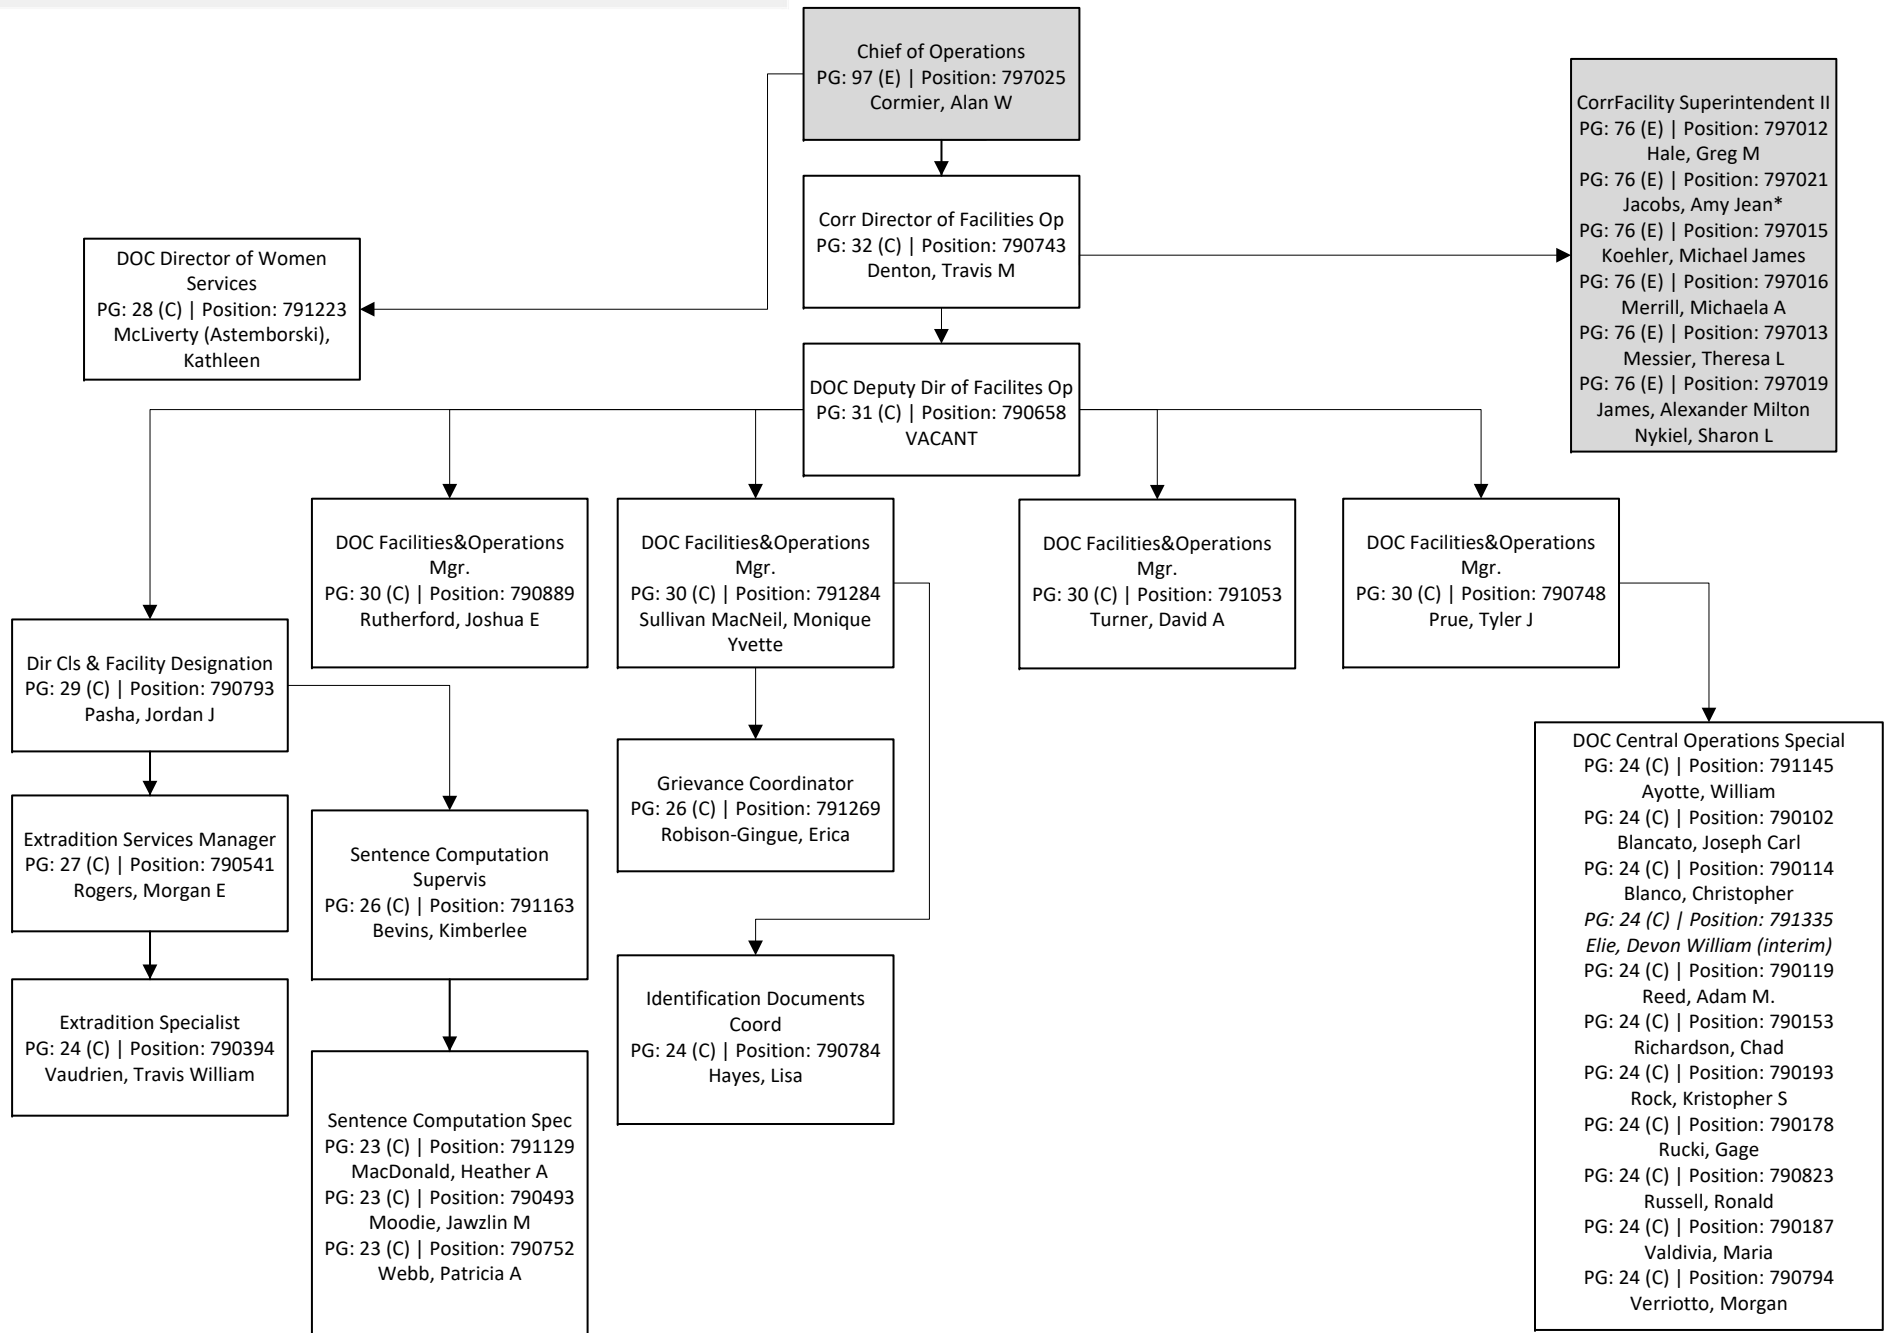 Chief of Operations
PG: 97 (E) | Position: 797025
Cormier, Alan W
CorrFacility Superintendent II
PG: 76 (E) | Position: 797012
Hale, Greg M
PG: 76 (E) | Position: 797021
Jacobs, Amy Jean*
PG: 76 (E) | Position: 797015
Koehler, Michael James
PG: 76 (E) | Position: 797016
Merrill, Michaela A
PG: 76 (E) | Position: 797013
Messier, Theresa L
PG: 76 (E) | Position: 797019
James, Alexander Milton
Nykiel, Sharon L
Corr Director of Facilities Op
PG: 32 (C) | Position: 790743
Denton, Travis M
DOC Director of Women
Services
PG: 28 (C) | Position: 791223
McLiverty (Astemborski),
Kathleen
DOC Deputy Dir of Facilites Op
PG: 31 (C) | Position: 790658
VACANT
DOC Facilities&Operations
Mgr.
PG: 30 (C) | Position: 790889
Rutherford, Joshua E
DOC Facilities&Operations
Mgr.
PG: 30 (C) | Position: 791284
Sullivan MacNeil, Monique
Yvette
DOC Facilities&Operations
Mgr.
PG: 30 (C) | Position: 791053
Turner, David A
DOC Facilities&Operations
Mgr.
PG: 30 (C) | Position: 790748
Prue, Tyler J
Dir Cls & Facility Designation
PG: 29 (C) | Position: 790793
Pasha, Jordan J
Extradition Services Manager
PG: 27 (C) | Position: 790541
Rogers, Morgan E
Extradition Specialist
PG: 24 (C) | Position: 790394
Vaudrien, Travis William
Sentence Computation
Supervis
PG: 26 (C) | Position: 791163
Bevins, Kimberlee
Sentence Computation Spec
PG: 23 (C) | Position: 791129
MacDonald, Heather A
PG: 23 (C) | Position: 790493
Moodie, Jawzlin M
PG: 23 (C) | Position: 790752
Webb, Patricia A
Grievance Coordinator
PG: 26 (C) | Position: 791269
Robison-Gingue, Erica
Identification Documents
Coord
PG: 24 (C) | Position: 790784
Hayes, Lisa
DOC Central Operations Special
PG: 24 (C) | Position: 791145
Ayotte, William
PG: 24 (C) | Position: 790102
Blancato, Joseph Carl
PG: 24 (C) | Position: 790114
Blanco, Christopher
PG: 24 (C) | Position: 791335
Elie, Devon William (interim)
PG: 24 (C) | Position: 790119
Reed, Adam M.
PG: 24 (C) | Position: 790153
Richardson, Chad
PG: 24 (C) | Position: 790193
Rock, Kristopher S
PG: 24 (C) | Position: 790178
Rucki, Gage
PG: 24 (C) | Position: 790823
Russell, Ronald
PG: 24 (C) | Position: 790187
Valdivia, Maria
PG: 24 (C) | Position: 790794
Verriotto, Morgan